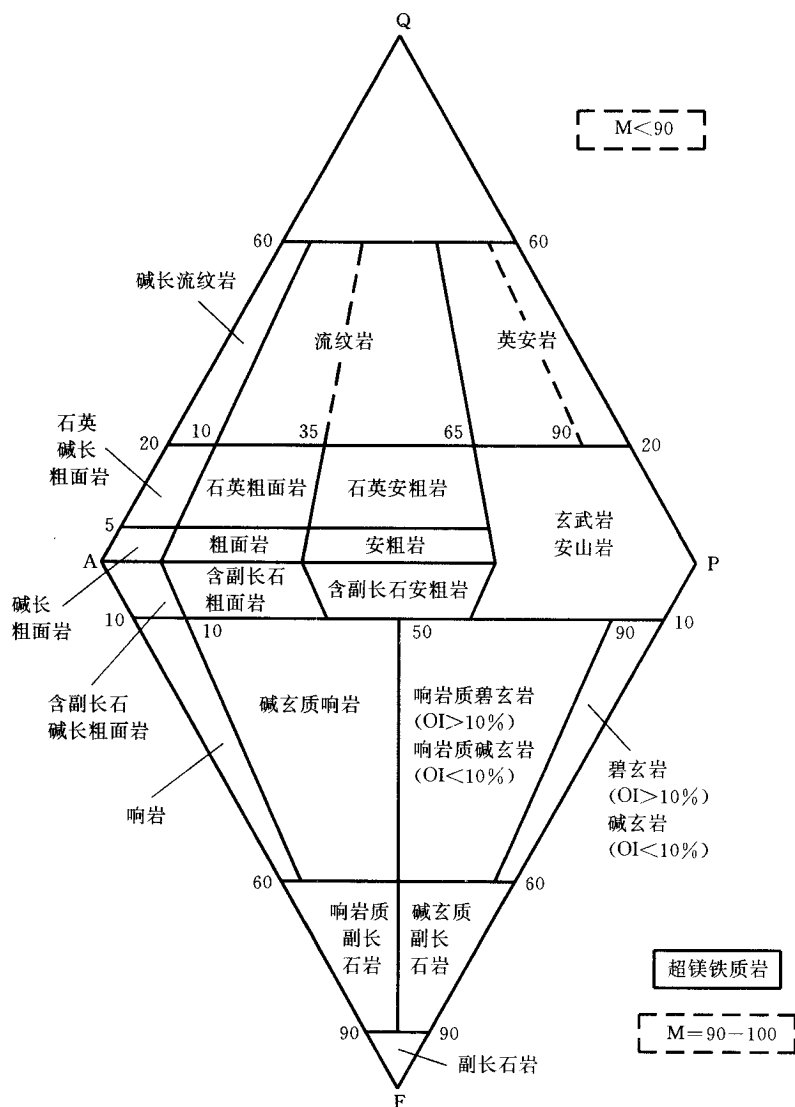 Q
M<90
60
60
碱长流纹岩
流纹岩
英安岩
石英
碱长
粗面岩
20
10
35
65
90
20
石英粗面岩
石英安粗岩
玄武岩
安山岩
5
粗面岩
安粗岩
A
P
含副长石
粗面岩
含副长石安粗岩
碱长
粗面岩
10
10
50
90
10
含副长石
碱长粗面岩
碱玄质响岩
响岩质碧玄岩
(OI>10%)
响岩质碱玄岩
(OI<10%)
响岩
碧玄岩
(OI>10%)
碱玄岩
(OI<10%)
60
60
响岩质
副长
石岩
碱玄质
副长
石岩
超镁铁质岩
90
90
M=90-100
副长石岩
F